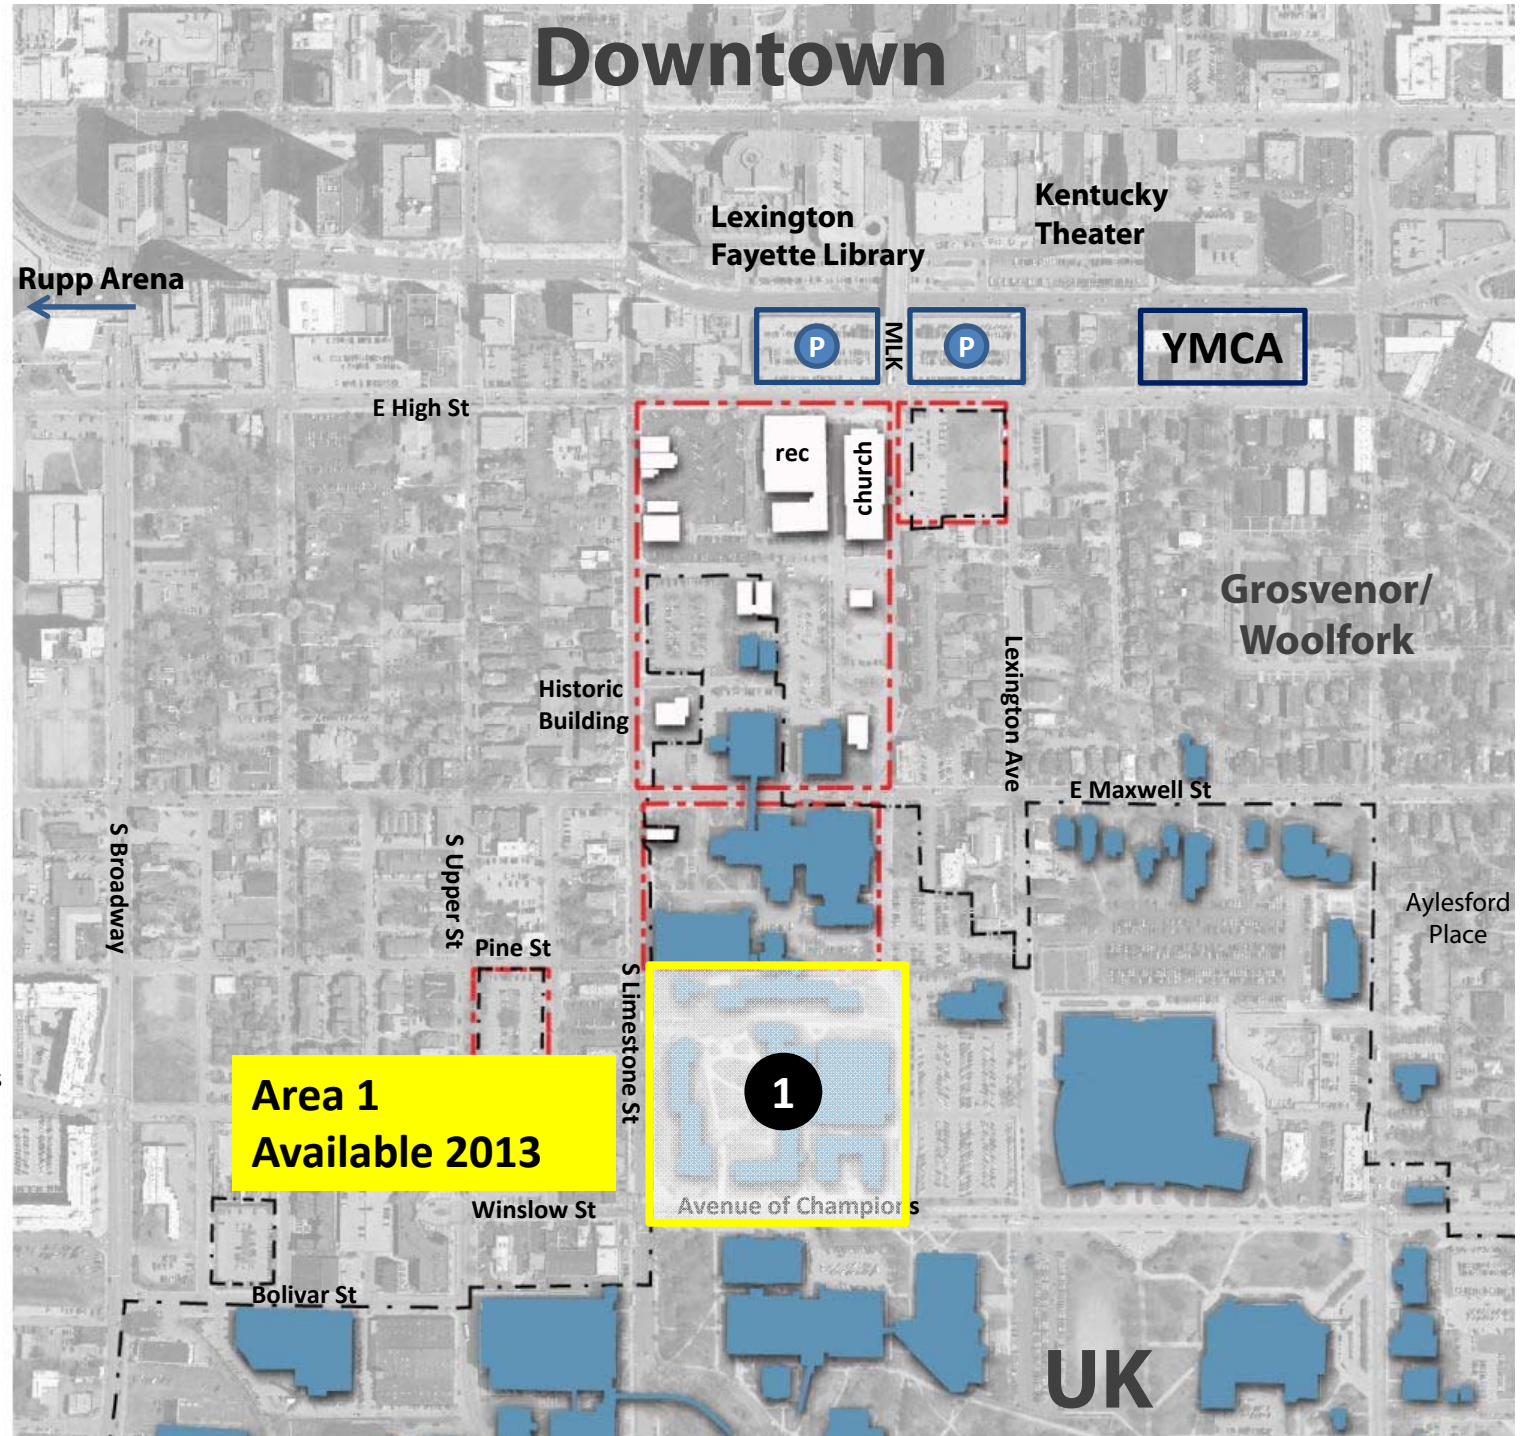 Downtown
Kentucky
Theater
Lexington
Fayette Library
Rupp Arena
P
MLK
P
YMCA
E High St
rec
church
Grosvenor/
Woolfork
Lexington Ave
Historic
Building
E Maxwell St
S Broadway
S Upper St
Aylesford
Place
Pine St
S Limestone St
Area 1
Available 2013
1
Winslow St
Avenue of Champions
Bolivar St
UK